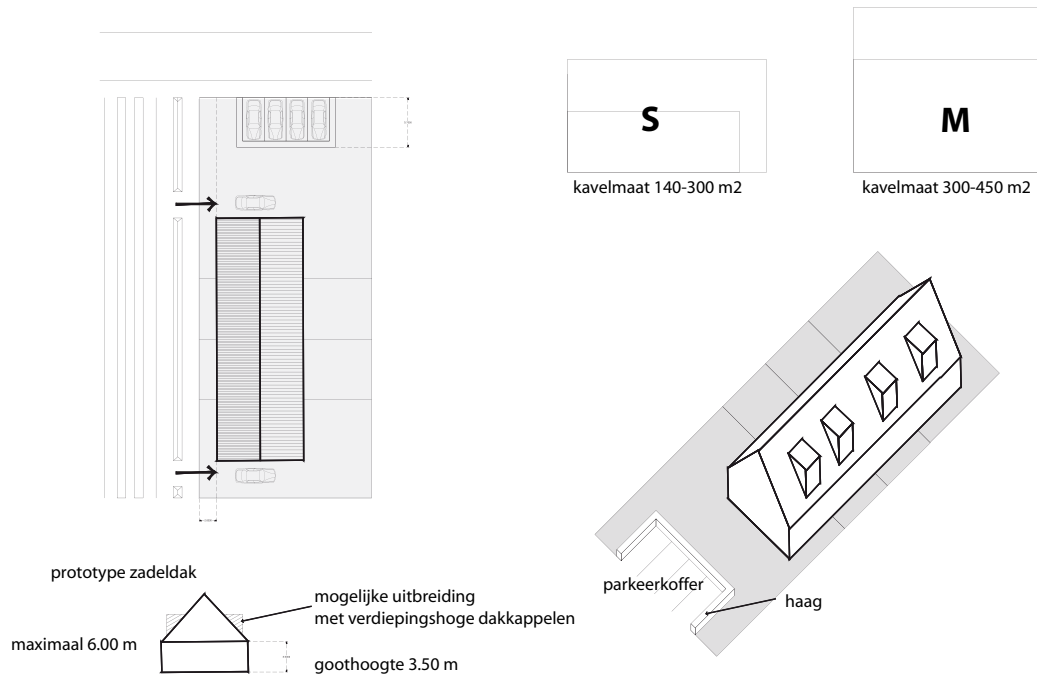 S
M
kavelmaat 140-300 m2
kavelmaat 300-450 m2
parkeerkoffer
haag
prototype zadeldak
mogelijke uitbreiding
met verdiepingshoge dakkappelen
maximaal 6.00 m
goothoogte 3.50 m